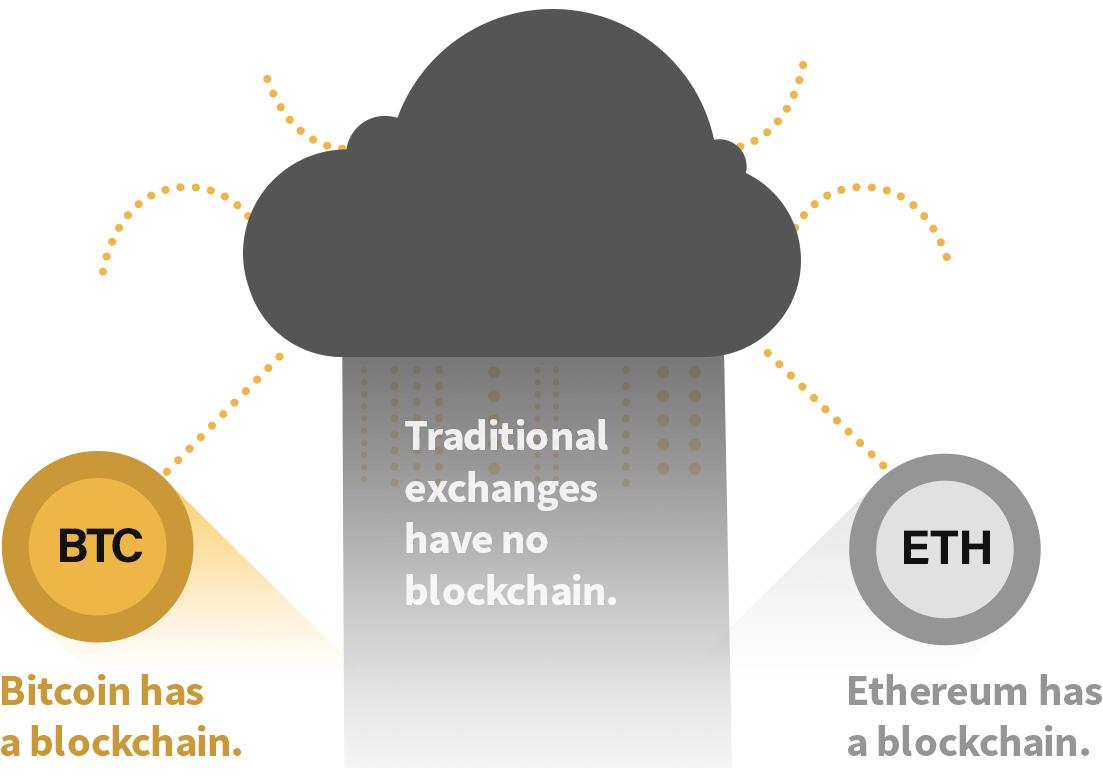 Traditional
exchanges
have no
blockchain.
BTC
ETH
Bitcoin has
a blockchain.
Ethereum has
a blockchain.